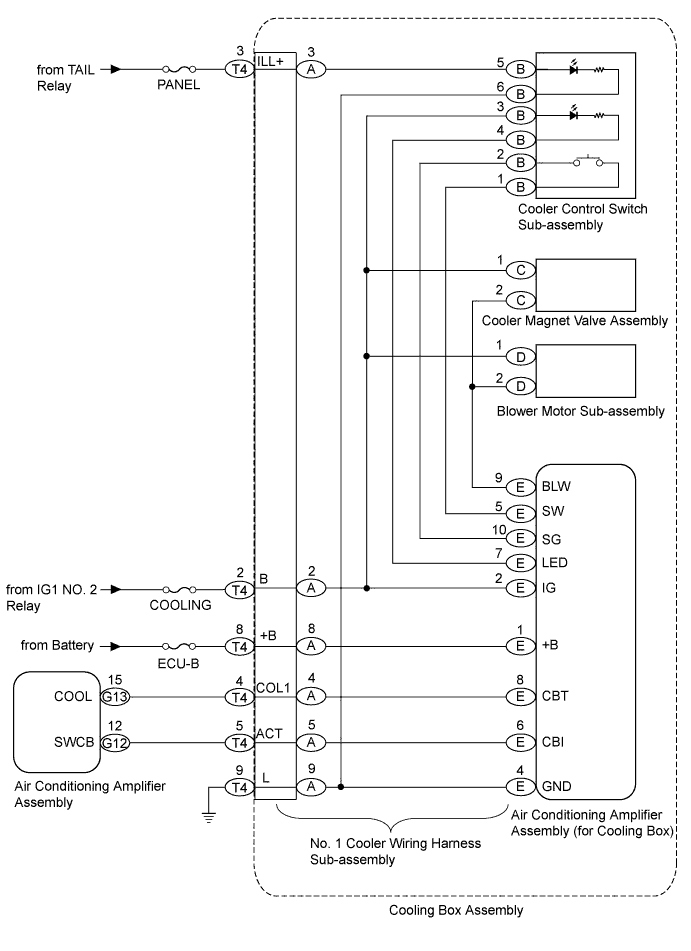 3
ILL+
3
from TAIL
Relay
PANEL
T4
A
5
B
6
B
3
B
4
B
2
B
1
B
Cooler Control Switch
Sub-assembly
1
C
2
C
Cooler Magnet Valve Assembly
1
D
2
D
Blower Motor Sub-assembly
9
E
BLW
5
E
SW
10
E
SG
7
E
LED
from IG1 NO. 2
Relay
COOLING
2
T4
B
2
A
2
E
IG
from Battery
ECU-B
8
T4
+B
8
A
1
E
+B
COOL
15
G13
4
T4
COL1
4
A
8
E
CBT
SWCB
12
G12
5
T4
ACT
5
A
6
E
CBI
Air Conditioning Amplifier
Assembly
9
T4
L
9
A
4
E
GND
Air Conditioning Amplifier
Assembly (for Cooling Box)
No. 1 Cooler Wiring Harness
Sub-assembly
Cooling Box Assembly